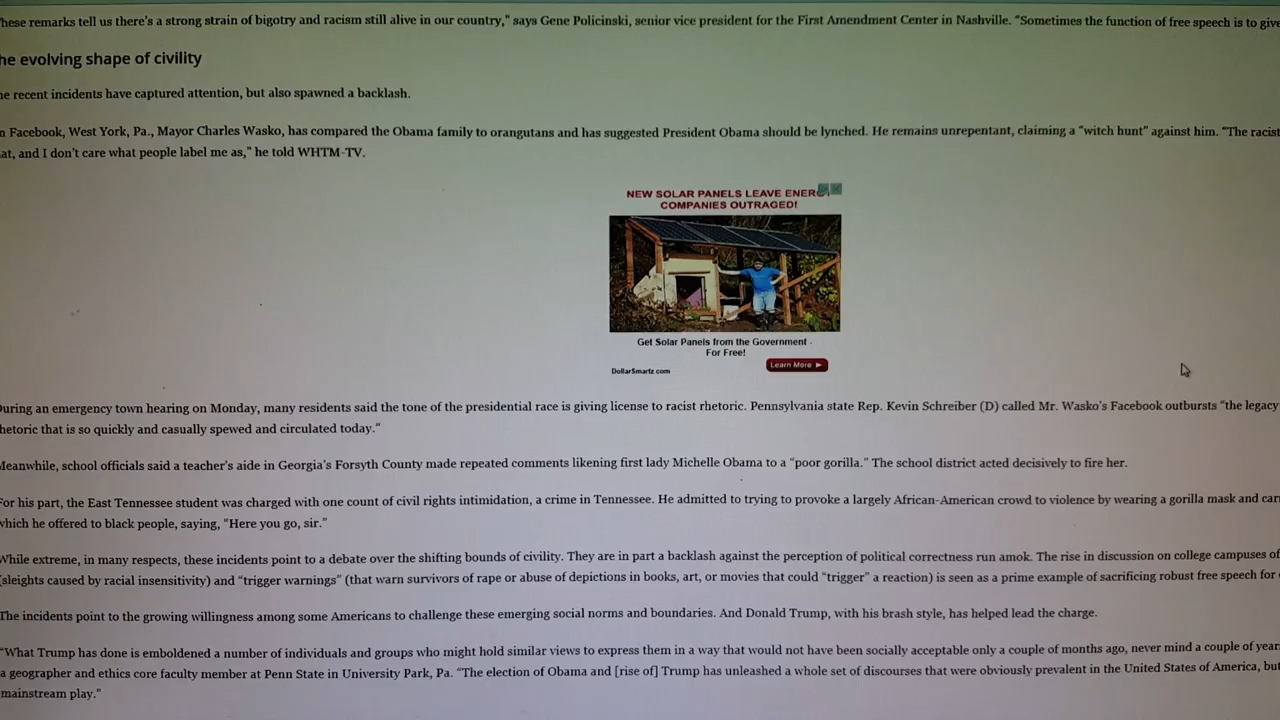 these remarks tell us there's a strong strain of bigotry and racism still alive in our country," says Gene Policinski, senior vice president for the First Amendment Center in Nashville. "Sometimes the function of free speech is to give
he evolving shape of civility
he recent incidents have captured attention, but also spawned a backlash.
n Facebook, West York, Pa., Mayor Charles Wasko, has compared the Obama family to orangutans and has suggested President Obama should be lynched. He remains unrepentant, claiming a "witch hunt" against him. "The racist
at, and I don't care what people label me as," he told WHTM-TV.
NEW SOLAR PANELS LEAVE ENERGY
COMPANIES OUTRAGED!
Get Solar Panels from the Government -
For Free!
Learn More
DollarSmartz.com
During an emergency town hearing on Monday, many residents said the tone of the presidential race is giving license to racist rhetoric. Pennsylvania state Rep. Kevin Schreiber (D) called Mr. Wasko's Facebook outbursts "the legacy
hetoric that is so quickly and casually spewed and circulated today."
Meanwhile, school officials said a teacher's aide in Georgia's Forsyth County made repeated comments likening first lady Michelle Obama to a "poor gorilla." The school district acted decisively to fire her.
For his part, the East Tennessee student was charged with one count of civil rights intimidation, a crime in Tennessee. He admitted to trying to provoke a largely African-American crowd to violence by wearing a gorilla mask and carr
which he offered to black people, saying, "Here you go, sir."
While extreme, in many respects, these incidents point to a debate over the shifting bounds of civility. They are in part a backlash against the perception of political correctness run amok. The rise in discussion on college campuses of
(sleights caused by racial insensitivity) and "trigger warnings" (that warn survivors of rape or abuse of depictions in books, art, or movies that could "trigger" a reaction) is seen as a prime example of sacrificing robust free speech for
The incidents point to the growing willingness among some Americans to challenge these emerging social norms and boundaries. And Donald Trump, with his brash style, has helped lead the charge.
"What Trump has done is emboldened a number of individuals and groups who might hold similar views to express them in a way that would not have been socially acceptable only a couple of months ago, never mind a couple of year
a geographer and ethics core faculty member at Penn State in University Park, Pa. "The election of Obama and [rise of] Trump has unleashed a whole set of discourses that were obviously prevalent in the United States of America, but
mainstream play."